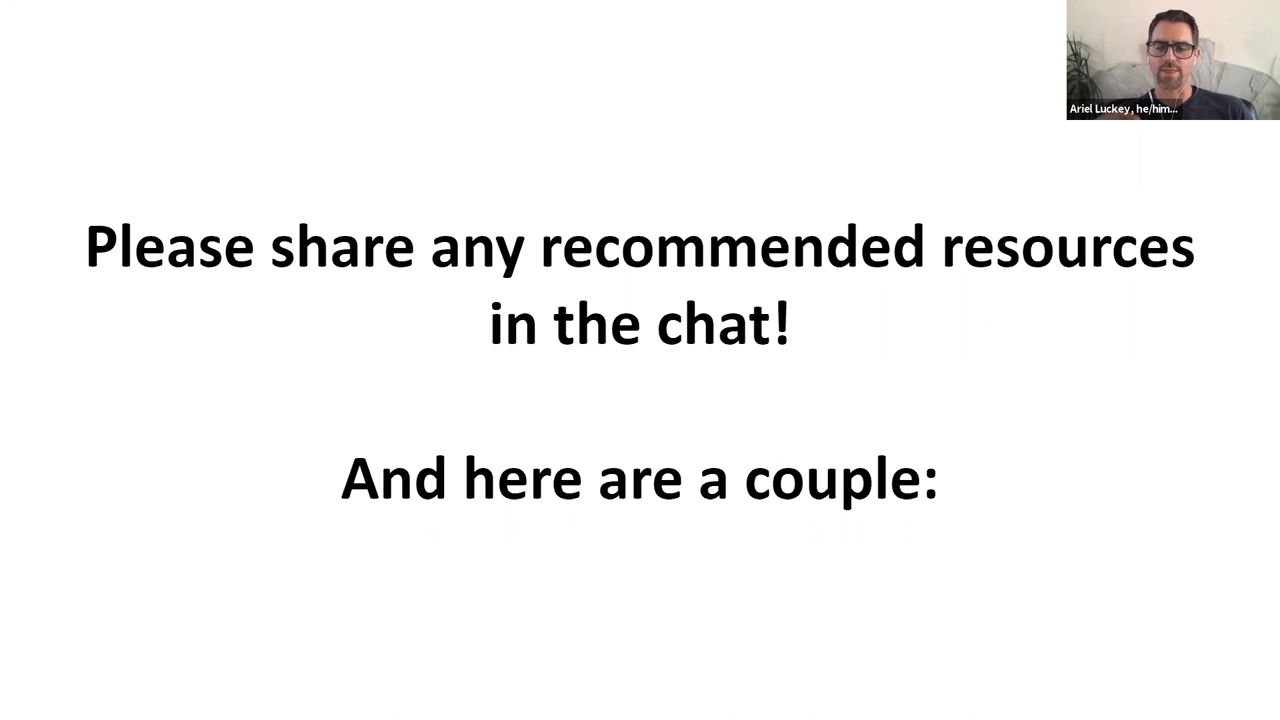 Ariel Luckey, he/him...
Please share any recommended resources
in the chat!
And here are a couple: